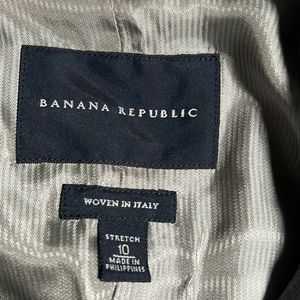 BANANA REPUBLIC
WOVEN IN ITALY
STRETCH
10
MADE IN
PHILIPPINES